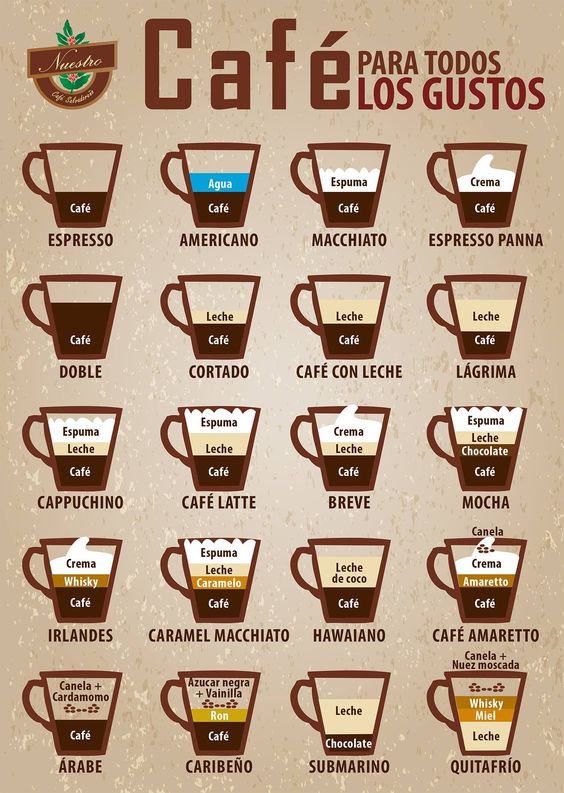 Nuestro
Café
PARA TODOS
LOS GUSTOS
Café
ESPRESSO
Agua
Café
AMERICANO
Espuma
Café
MACCHIATO
Crema
Café
ESPRESSO PANNA
Café
DOBLE
Leche
Café
CORTADO
Leche
Café
CAFÉ CON LECHE
Leche
Café
LÁGRIMA
Espuma
Leche
Café
CAPPUCHINO
Espuma
Leche
Café
CAFÉ LATTE
Crema
Leche
Café
BREVE
Espuma
Leche
Chocolate
Café
MOCHA
Crema
Whisky
Café
IRLANDES
Espuma
Leche
Caramelo
Café
CARAMEL MACCHIATO
Leche
de coco
Café
HAWAIANO
Canela
Crema
Amaretto
Café
CAFÉ AMARETTO
Canela +
Cardamomo
Café
ÁRABE
Azucar negra
+ Vainilla
Ron
Café
CARIBEÑO
Leche
Chocolate
SUBMARINO
Canela +
Nuez moscada
Whisky
Miel
Leche
QUITAFRÍO